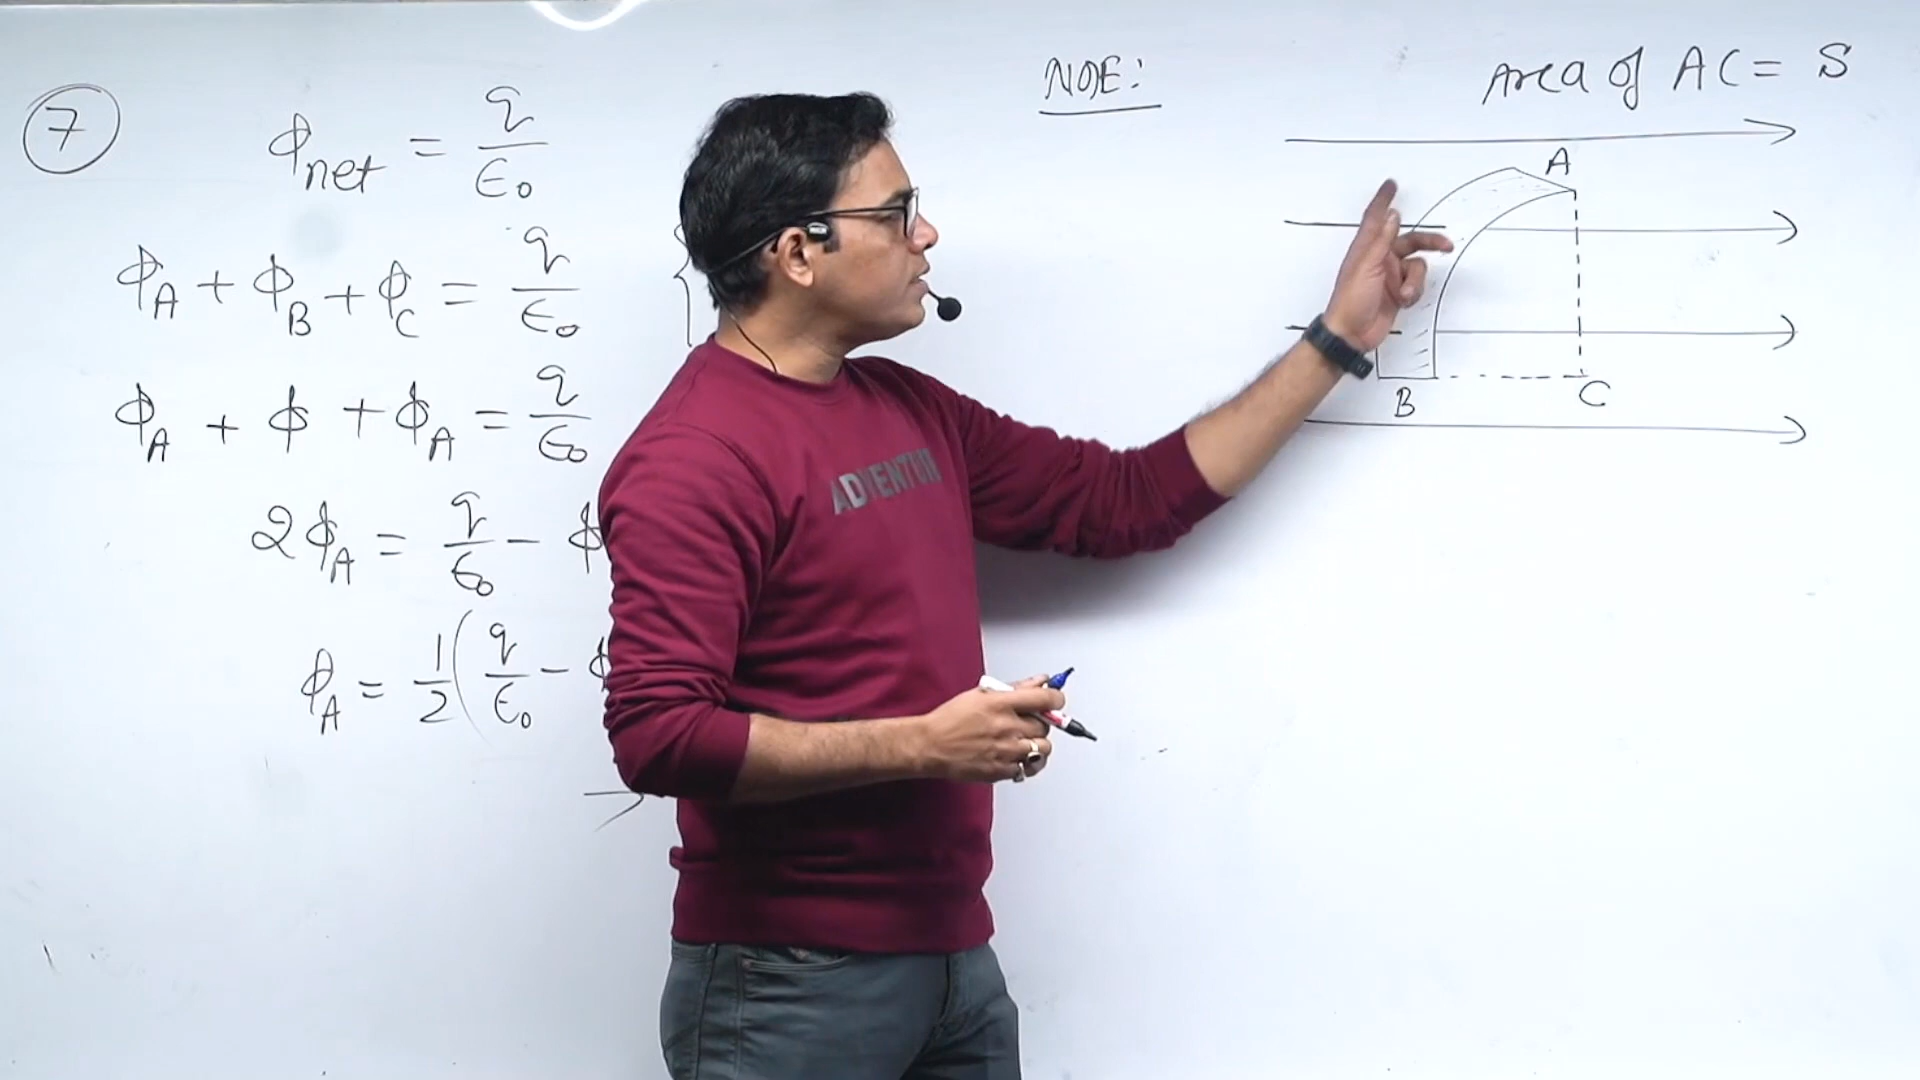 7
ϕnet = q/ϵ₀
ϕA + ϕB + ϕC = q/ϵ₀
ϕA + ϕ + ϕA = q/ϵ₀
2ϕA = q/ϵ₀ - ϕ
ϕA = 1/2 (q/ϵ₀ - ϕ
NOTE:
Area of AC = S
A
B
C